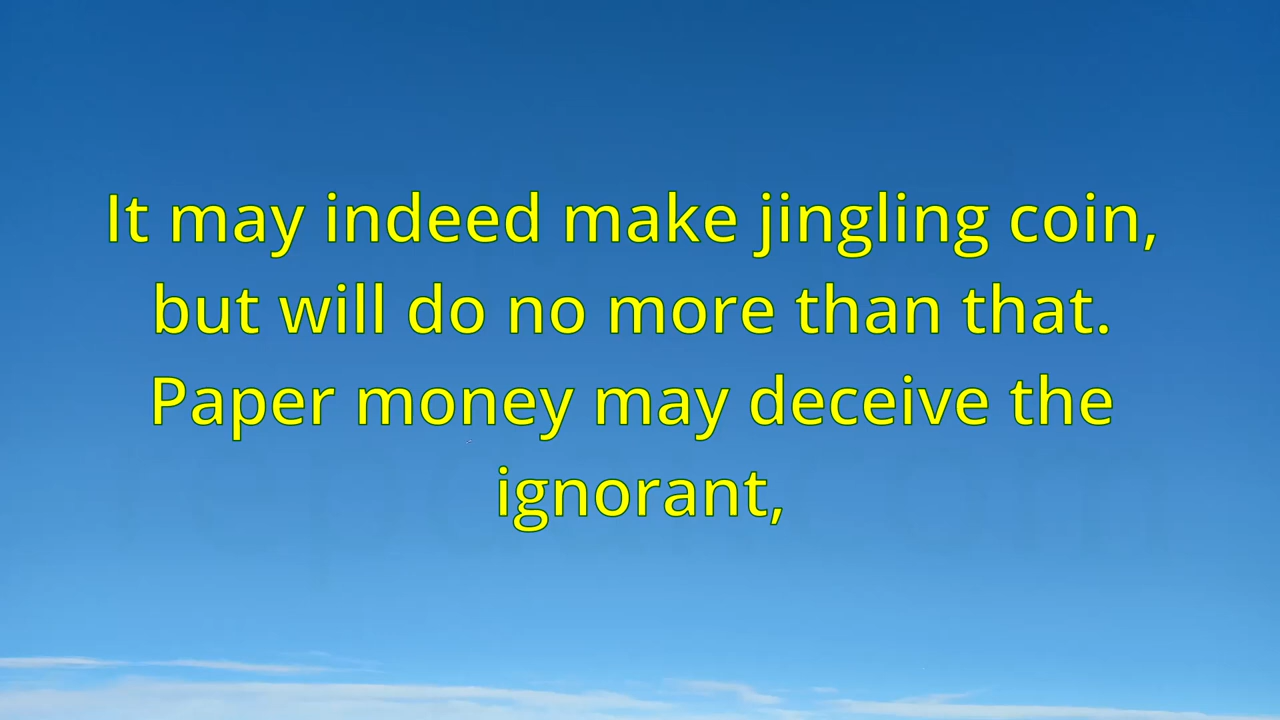 It may indeed make jingling coin,
but will do no more than that.
Paper money may deceive the
ignorant,